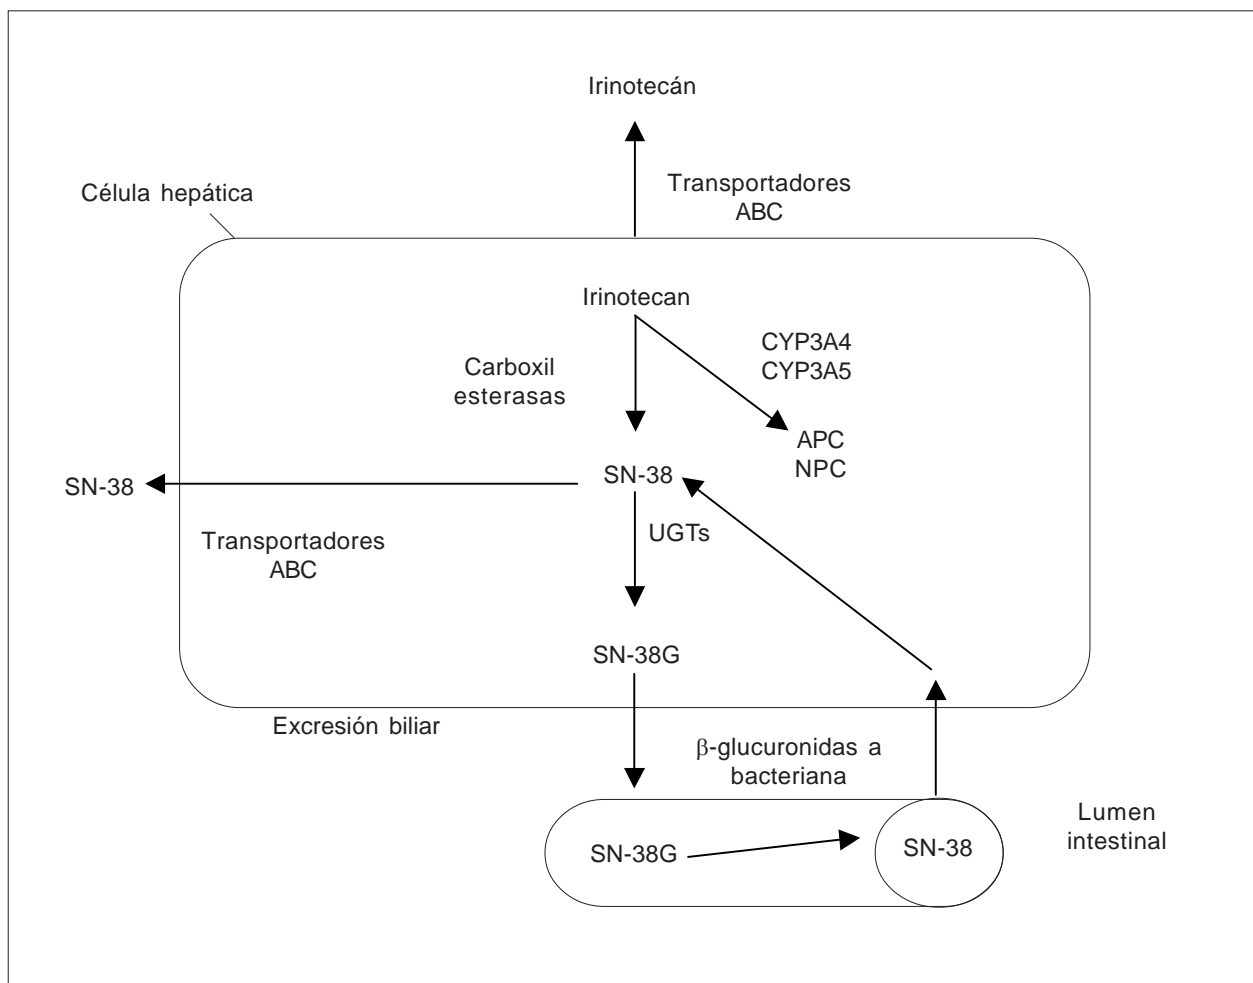 Irinotecán
Transportadores
ABC
Célula hepática
Irinotecan
CYP3A4
CYP3A5
Carboxil
esterasas
APC
NPC
SN-38
SN-38
UGTs
Transportadores
ABC
SN-38G
Excresión biliar
β-glucuronidas a
bacteriana
Lumen
intestinal
SN-38G
SN-38